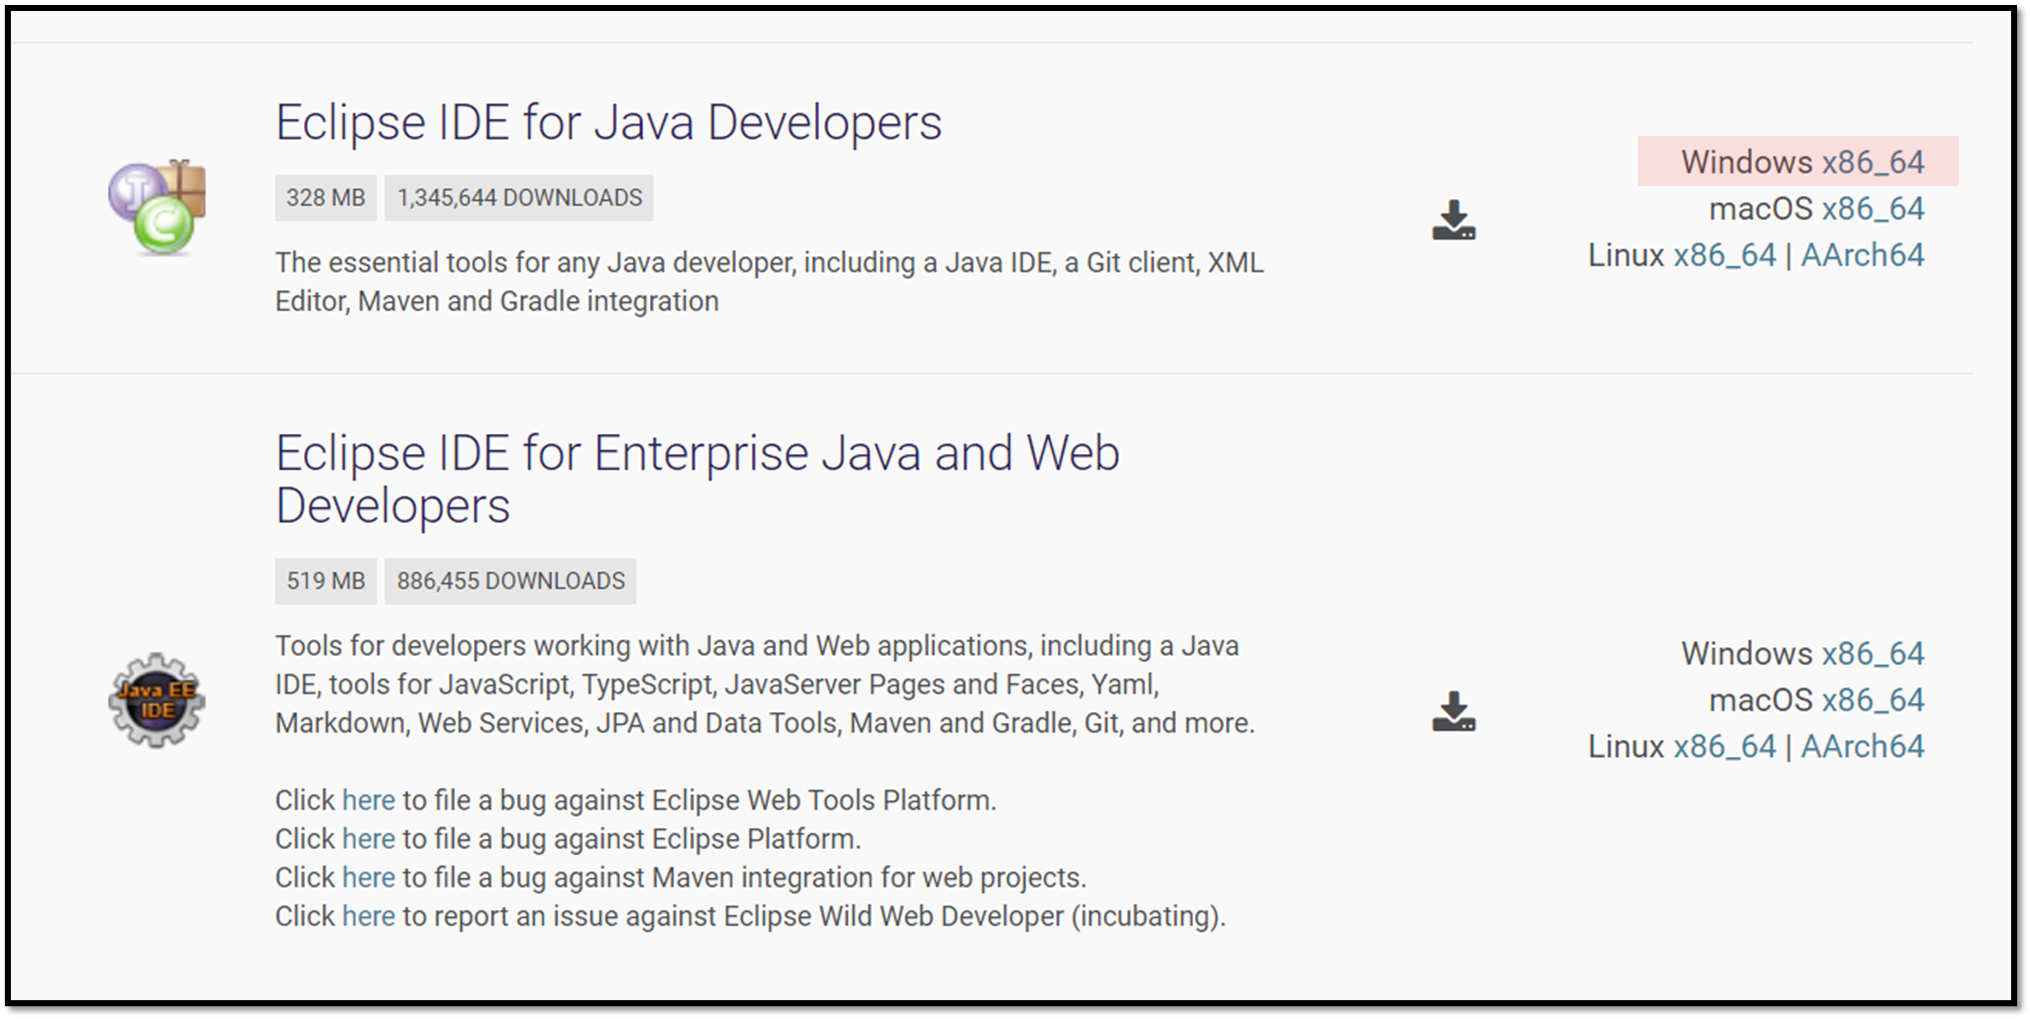 Eclipse IDE for Java Developers
328 MB 1,345,644 DOWNLOADS
The essential tools for any Java developer, including a Java IDE, a Git client, XML
Editor, Maven and Gradle integration
Windows x86_64
macOS x86_64
Linux x86_64 | AArch64
Eclipse IDE for Enterprise Java and Web
Developers
519 MB 886,455 DOWNLOADS
Java EE
IDE
Tools for developers working with Java and Web applications, including a Java
IDE, tools for JavaScript, TypeScript, JavaServer Pages and Faces, Yaml,
Markdown, Web Services, JPA and Data Tools, Maven and Gradle, Git, and more.
Click here to file a bug against Eclipse Web Tools Platform.
Click here to file a bug against Eclipse Platform.
Click here to file a bug against Maven integration for web projects.
Click here to report an issue against Eclipse Wild Web Developer (incubating).
Windows x86_64
macOS x86_64
Linux x86_64 | AArch64